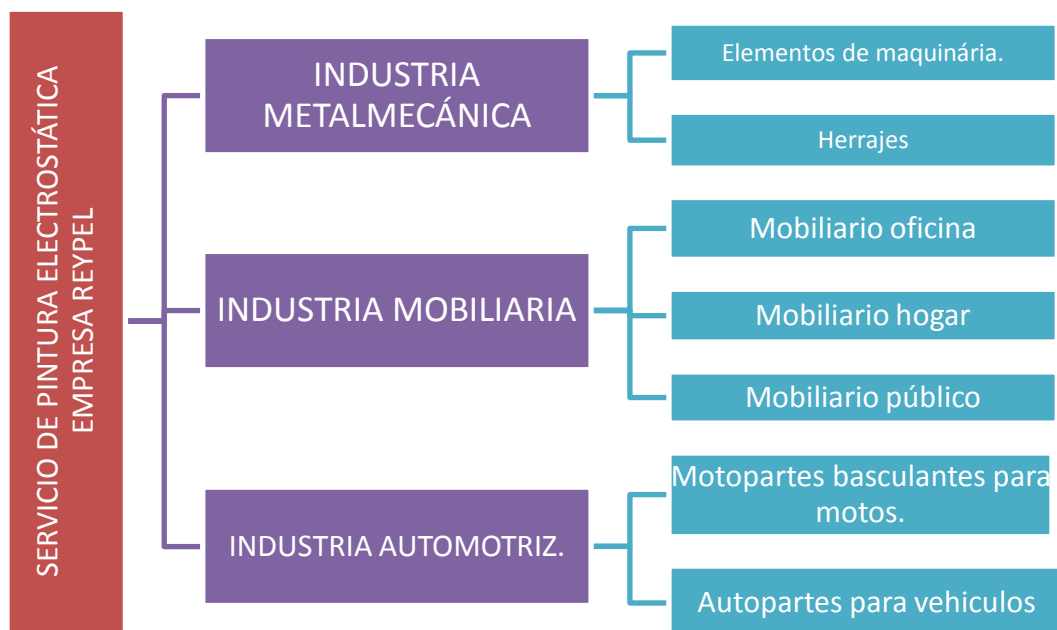 SERVICIO DE PINTURA ELECTROSTÁTICA
EMPRESA REYPEL
INDUSTRIA
METALMECÁNICA
Elementos de maquinária.
Herrajes
INDUSTRIA MOBILIARIA
Mobiliario oficina
Mobiliario hogar
Mobiliario público
INDUSTRIA AUTOMOTRIZ.
Motopartes basculantes para
motos.
Autopartes para vehiculos